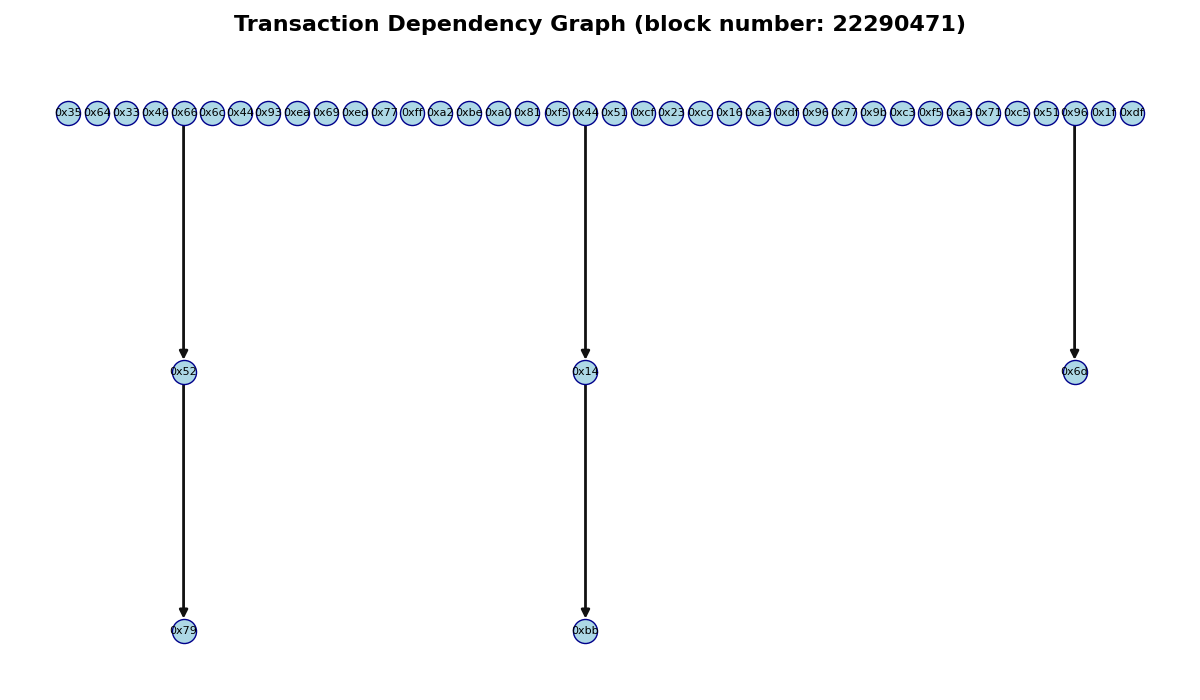 Transaction Dependency Graph (block number: 22290471)
0x35 0x64 0x33 0x46 0x66 0x6c 0x44 0x93 0xea 0x69 0xed 0x77 0xff 0xa2 0xbe 0xa0 0x81 0xf5 0x44 0x51 0xcf 0x23 0xcc 0x16 0xa3 0xdf 0x96 0x77 0x9b 0xc3 0xf5 0xa3 0x71 0xc5 0x51 0x96 0x1f 0xdf
0x52 0x14 0x6d
0x79 0xbb